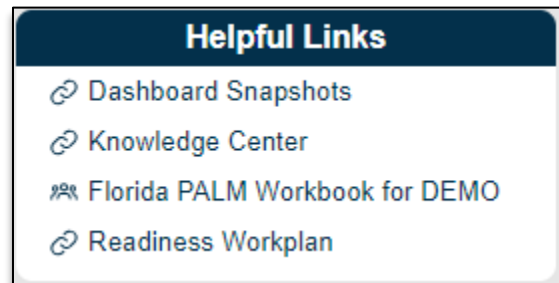 Helpful Links
Dashboard Snapshots
Knowledge Center
Florida PALM Workbook for DEMO
Readiness Workplan